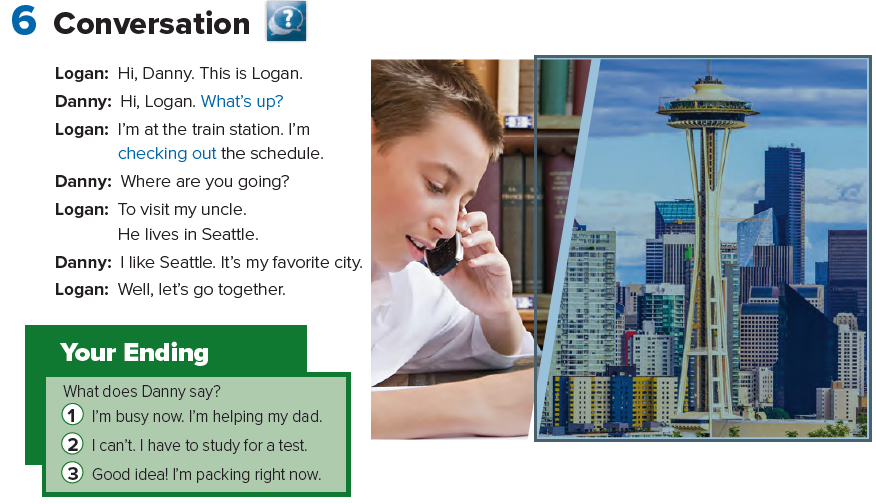 6 Conversation
?
Logan: Hi, Danny. This is Logan.
Danny: Hi, Logan. What's up?
Logan: I'm at the train station. I'm
checking out the schedule.
Danny: Where are you going?
Logan: To visit my uncle.
He lives in Seattle.
Danny: I like Seattle. It's my favorite city.
Logan: Well, let's go together.
Your Ending
What does Danny say?
1 I'm busy now. I'm helping my dad.
2 I can't. I have to study for a test.
3 Good idea! I'm packing right now.